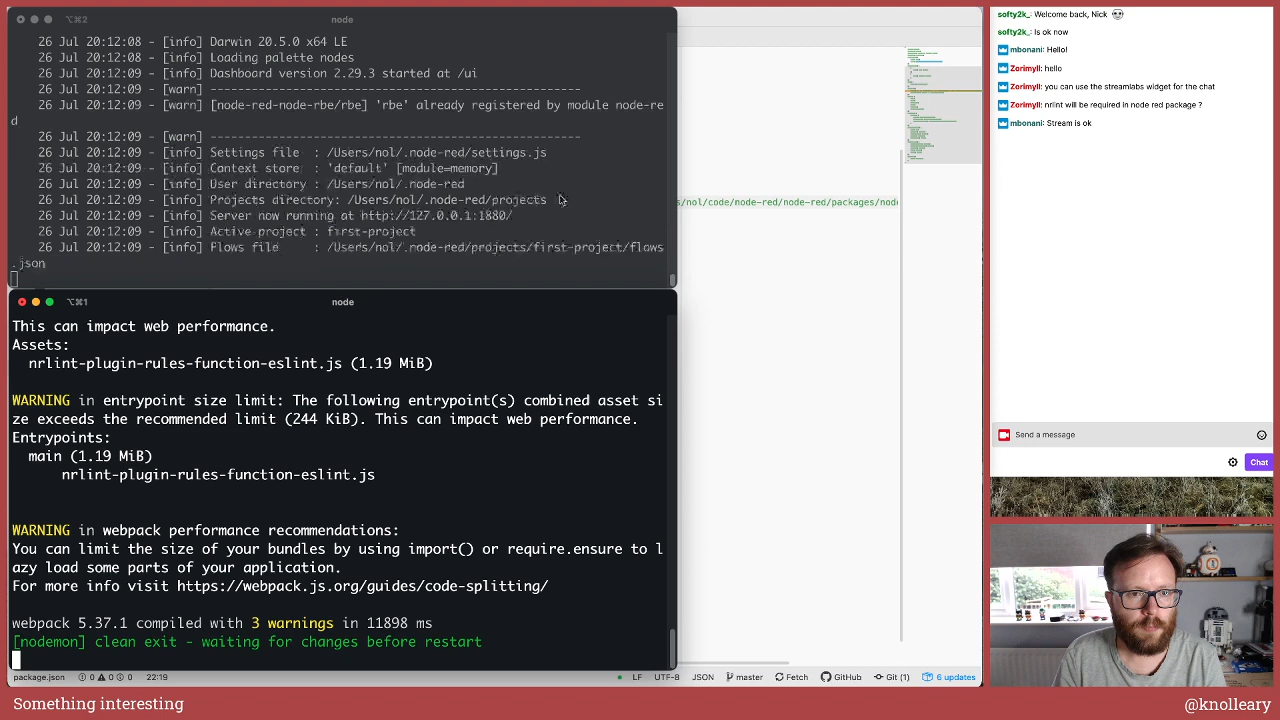 ⌥⌘2
node
26 Jul 20:12:08 - [info] Darwin 20.5.0 x64 LE
26 Jul 20:12:08 - [info] Loading palette nodes
26 Jul 20:12:09 - [info] Dashboard version 2.29.3 started at /ui
26 Jul 20:12:09 - [warn] ------------------------------------------------------
26 Jul 20:12:09 - [warn] [node-red-node-rbe/rbe] 'rbe' already registered by module node-re
d
26 Jul 20:12:09 - [warn] ------------------------------------------------------
26 Jul 20:12:09 - [info] Settings file : /Users/nol/.node-red/settings.js
26 Jul 20:12:09 - [info] Context store : 'default' [module=memory]
26 Jul 20:12:09 - [info] User directory : /Users/nol/.node-red
26 Jul 20:12:09 - [info] Projects directory: /Users/nol/.node-red/projects
26 Jul 20:12:09 - [info] Server now running at http://127.0.0.1:1880/
26 Jul 20:12:09 - [info] Active project : first-project
26 Jul 20:12:09 - [info] Flows file : /Users/nol/.node-red/projects/first-project/flows
.json
s/nol/code/node-red/node-red/packages/node
⌥⌘1
node
This can impact web performance.
Assets:
nrlint-plugin-rules-function-eslint.js (1.19 MiB)
WARNING in entrypoint size limit: The following entrypoint(s) combined asset si
ze exceeds the recommended limit (244 KiB). This can impact web performance.
Entrypoints:
main (1.19 MiB)
nrlint-plugin-rules-function-eslint.js
WARNING in webpack performance recommendations:
You can limit the size of your bundles by using import() or require.ensure to l
azy load some parts of your application.
For more info visit https://webpack.js.org/guides/code-splitting/
webpack 5.37.1 compiled with 3 warnings in 1898 ms
[nodemon] clean exit - waiting for changes before restart
package.json 0 0 0 22:19 LF UTF-8 JSON master Fetch GitHub Git (1) 6 updates
softy2k_: Welcome back, Nick
softy2k_: Is ok now
mbonani: Hello!
Zorimyll: hello
Zorimyll: you can use the streamlabs widget for the chat
Zorimyll: nrlint will be required in node red package ?
mbonani: Stream is ok
Send a message
Chat
Something interesting
@knolleary